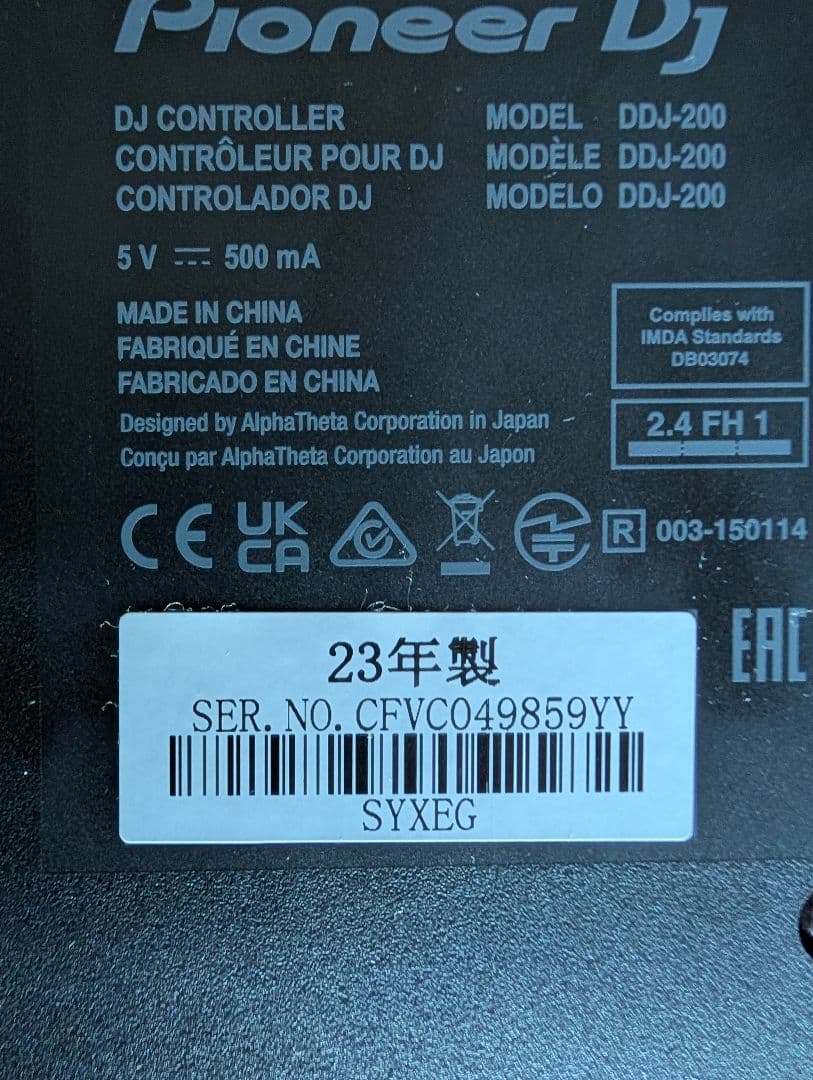 Pioneer Dj
DJ CONTROLLER MODEL DDJ-200
CONTRÔLEUR POUR DJ MODÈLE DDJ-200
CONTROLADOR DJ MODELO DDJ-200
5 V 500 mA
MADE IN CHINA
FABRIQUÉ EN CHINE
FABRICADO EN CHINA
Complies with
IMDA Standards
DB03074
Designed by AlphaTheta Corporation in Japan
Conçu par AlphaTheta Corporation au Japon
2.4 FH 1
CE UK CA R 003-150114
EAC
23年製
SER. NO. CFVC049859YY
SYXEG